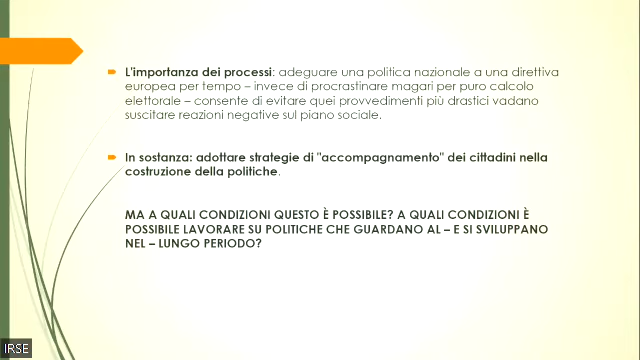 L'importanza dei processi: adeguare una politica nazionale a una direttiva
europea per tempo – invece di procrastinare magari per puro calcolo
elettorale – consente di evitare quei provvedimenti più drastici vadano
suscitare reazioni negative sul piano sociale.
In sostanza: adottare strategie di "accompagnamento" dei cittadini nella
costruzione della politiche.
MA A QUALI CONDIZIONI QUESTO È POSSIBILE? A QUALI CONDIZIONI È
POSSIBILE LAVORARE SU POLITICHE CHE GUARDANO AL – E SI SVILUPPANO
NEL – LUNGO PERIODO?
IRSE